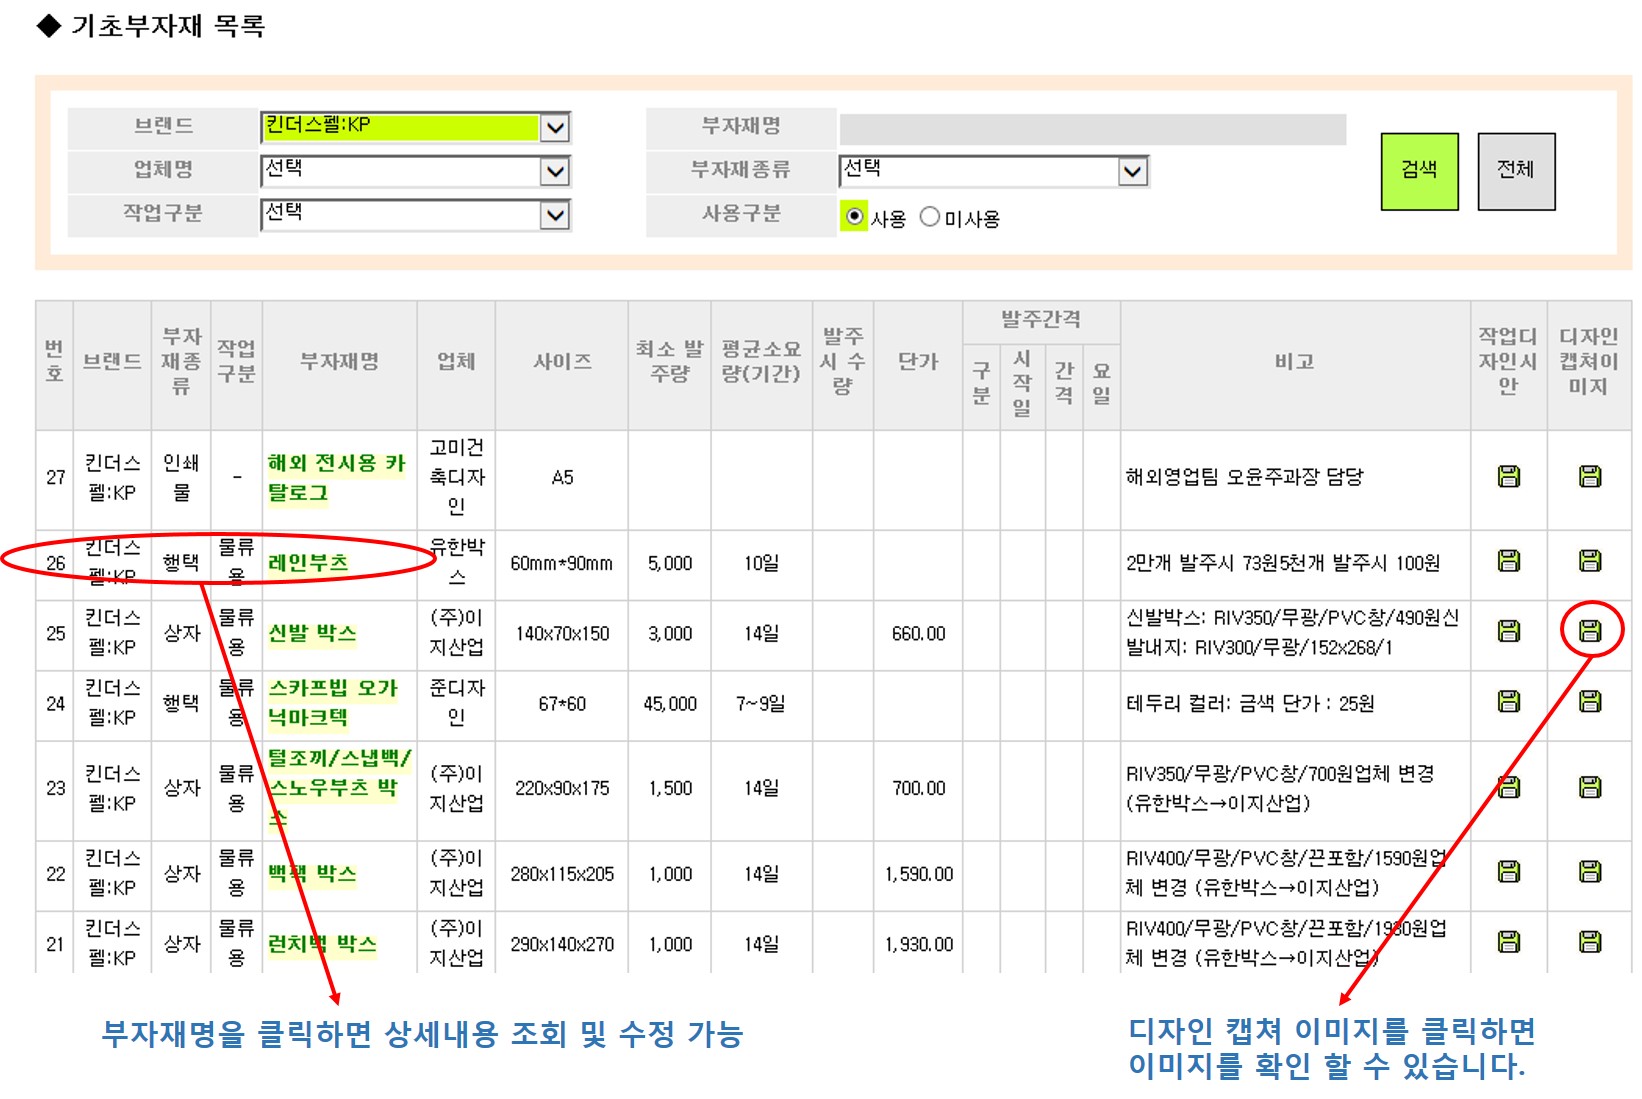 ◆ 기초부자재 목록
브랜드 킨더스펠:KP 부자재명
업체명 선택 부자재종류 선택 검색 전체
작업구분 선택 사용구분 사용 미사용
번호 브랜드 부자재종류 작업구분 부자재명 업체 사이즈 최소 발주량 평균소요량(기간) 발주시 수량 단가 발주간격 비고 작업디자인시안 디자인캡쳐이미지
구분 시작일 간격 요일
27 킨더스펠:KP 인쇄물 - 해외 전시용 카탈로그 고미건축디자인 A5 해외영업팀 오윤주과장 담당
26 킨더스펠:KP 행택 물류용 레인부츠 유한박스 60mm*90mm 5,000 10일 2만개 발주시 73원5천개 발주시 100원
25 킨더스펠:KP 상자 물류용 신발 박스 (주)이지산업 140x70x150 3,000 14일 660.00 신발박스: RIV350/무광/PVC창/490원신발내지: RIV300/무광/152x268/1
24 킨더스펠:KP 행택 물류용 스카프빕 오가닉마크텍 준디자인 67*60 45,000 7~9일 테두리 컬러: 금색 단가 : 25원
23 킨더스펠:KP 상자 물류용 털조끼/스냅백/스노우부츠 박스 (주)이지산업 220x90x175 1,500 14일 700.00 RIV350/무광/PVC창/700원업체 변경 (유한박스→이지산업)
22 킨더스펠:KP 상자 물류용 백팩 박스 (주)이지산업 280x115x205 1,000 14일 1,590.00 RIV400/무광/PVC창/끈포함/1590원업체 변경 (유한박스→이지산업)
21 킨더스펠:KP 상자 물류용 런치백 박스 (주)이지산업 290x140x270 1,000 14일 1,930.00 RIV400/무광/PVC창/끈포함/1930원업체 변경 (유한박스→이지산업)
부자재명을 클릭하면 상세내용 조회 및 수정 가능
디자인 캡쳐 이미지를 클릭하면
이미지를 확인 할 수 있습니다.